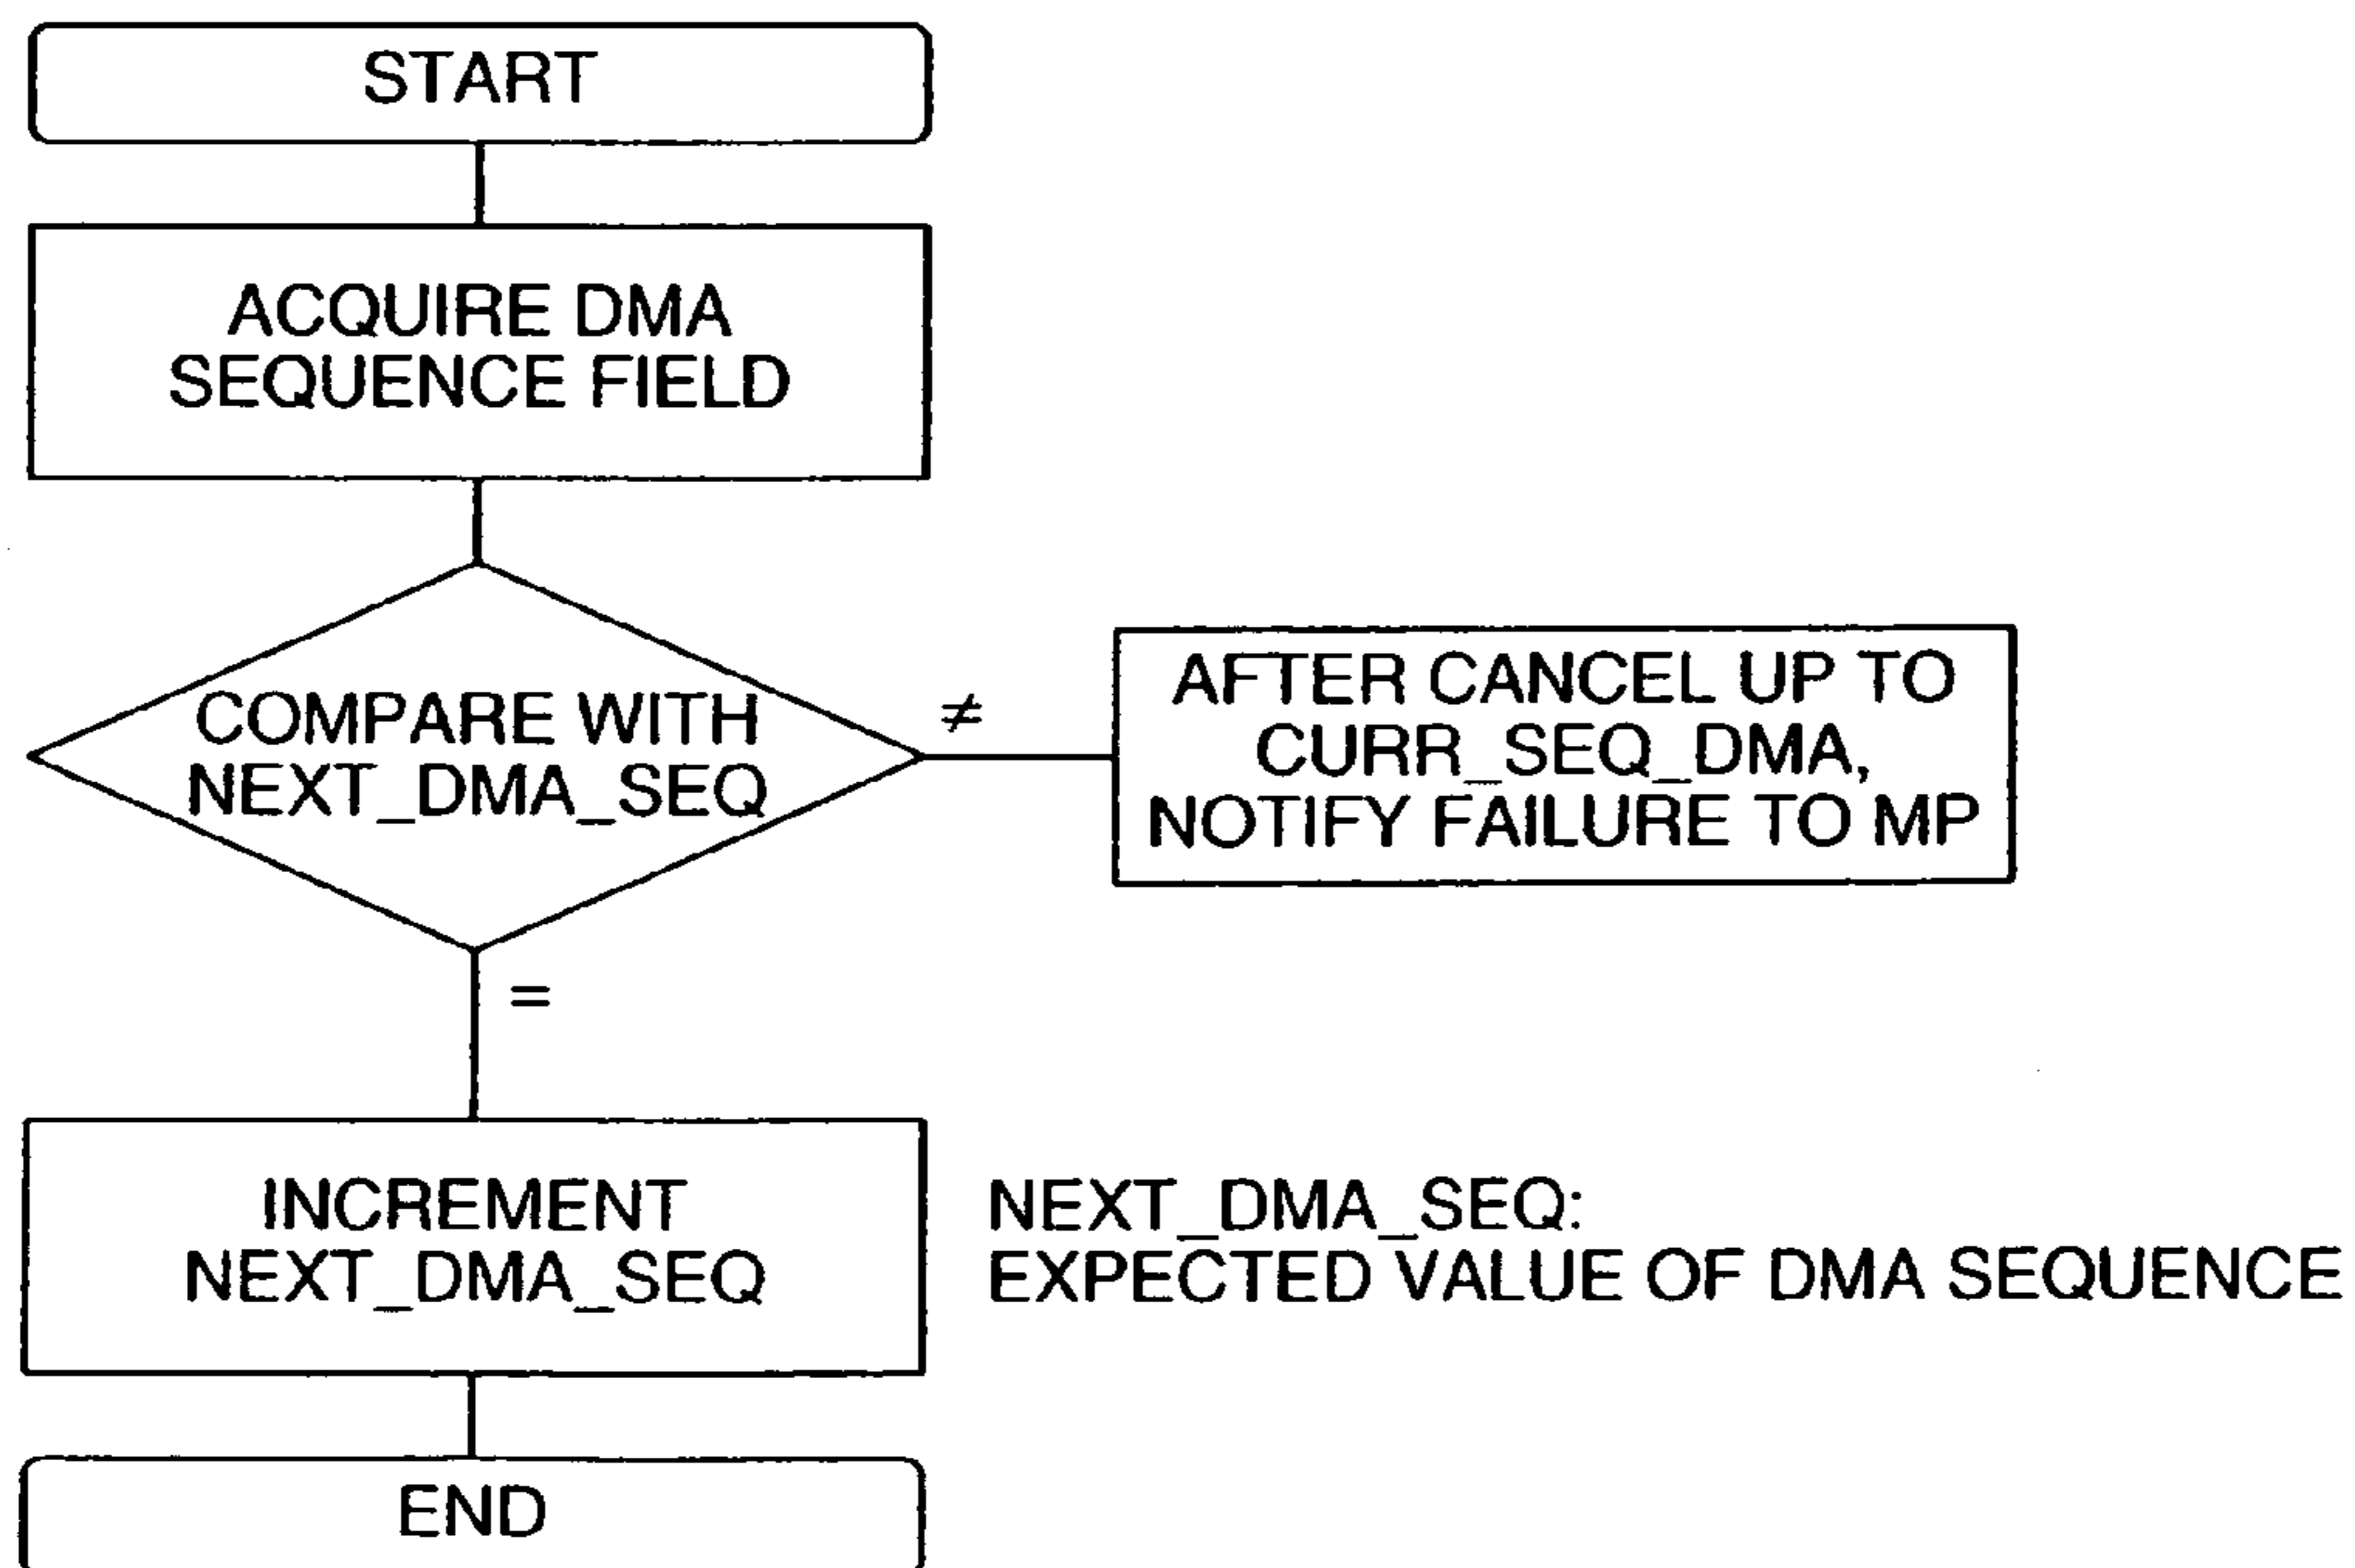 START
ACQUIRE DMA
SEQUENCE FIELD
COMPARE WITH
NEXT_DMA_SEQ
≠
AFTER CANCEL UP TO
CURR_SEQ_DMA,
NOTIFY FAILURE TO MP
=
INCREMENT
NEXT_DMA_SEQ
NEXT_DMA_SEQ:
EXPECTED VALUE OF DMA SEQUENCE
END